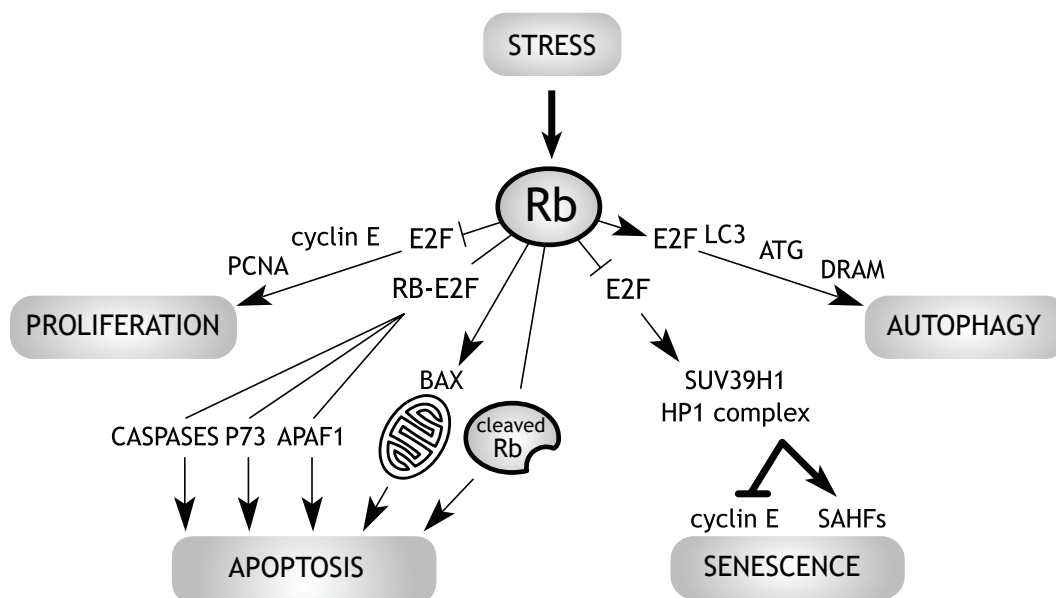 STRESS
Rb
cyclin E
E2F
E2F
LC3
ATG
PCNA
DRAM
RB-E2F
E2F
PROLIFERATION
AUTOPHAGY
BAX
SUV39H1
HP1 complex
CASPASES
P73
APAF1
cleaved
Rb
cyclin E
SAHFs
APOPTOSIS
SENESCENCE